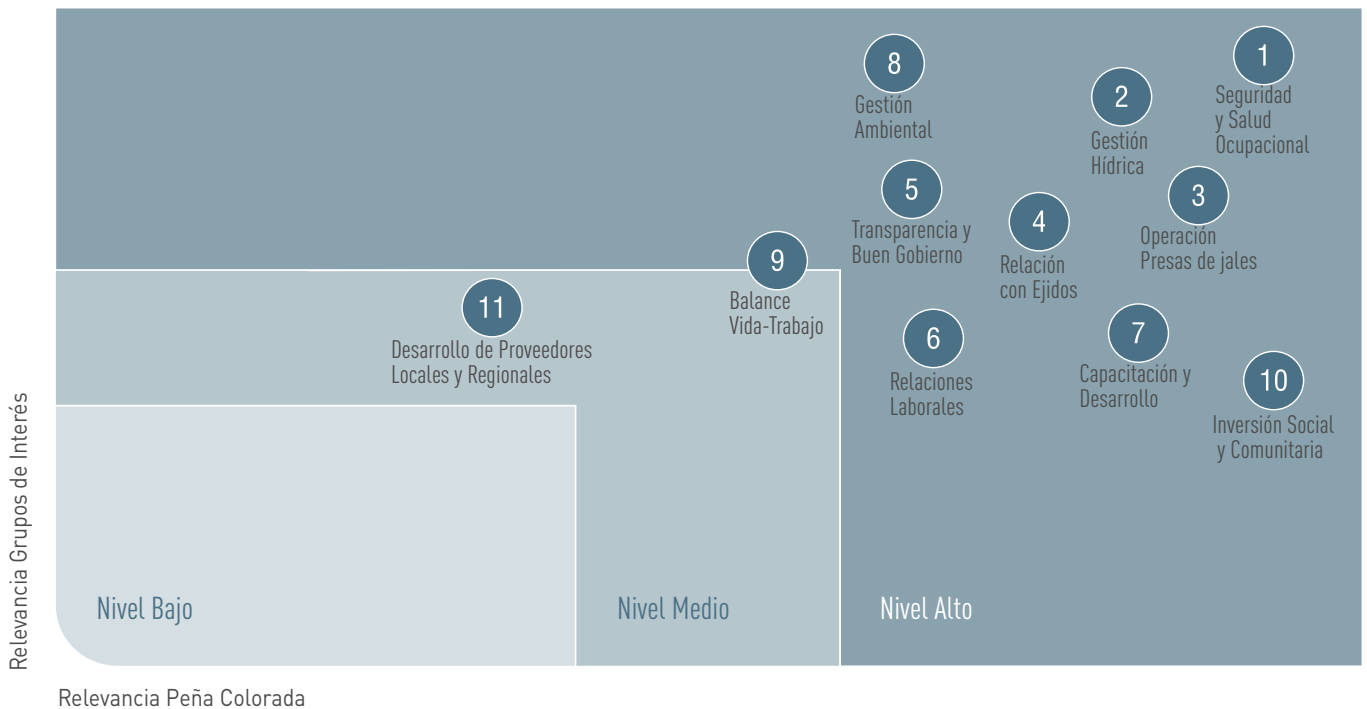 1
Seguridad
y Salud
Ocupacional
2
Gestión
Hídrica
3
Operación
Presas de jales
4
Relación
con Ejidos
5
Transparencia y
Buen Gobierno
6
Relaciones
Laborales
7
Capacitación y
Desarrollo
8
Gestión
Ambiental
9
Balance
Vida-Trabajo
10
Inversión Social
y Comunitaria
11
Desarrollo de Proveedores
Locales y Regionales
Nivel Bajo
Nivel Medio
Nivel Alto
Relevancia Grupos de Interés
Relevancia Peña Colorada